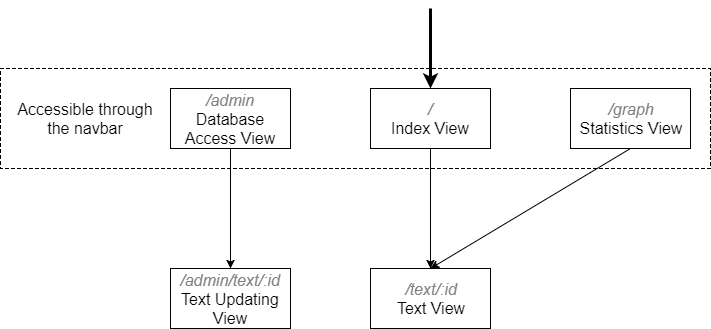 Accessible through
the navbar
/admin
Database
Access View
/
Index View
/graph
Statistics View
/admin/text/:id
Text Updating
View
/text/:id
Text View